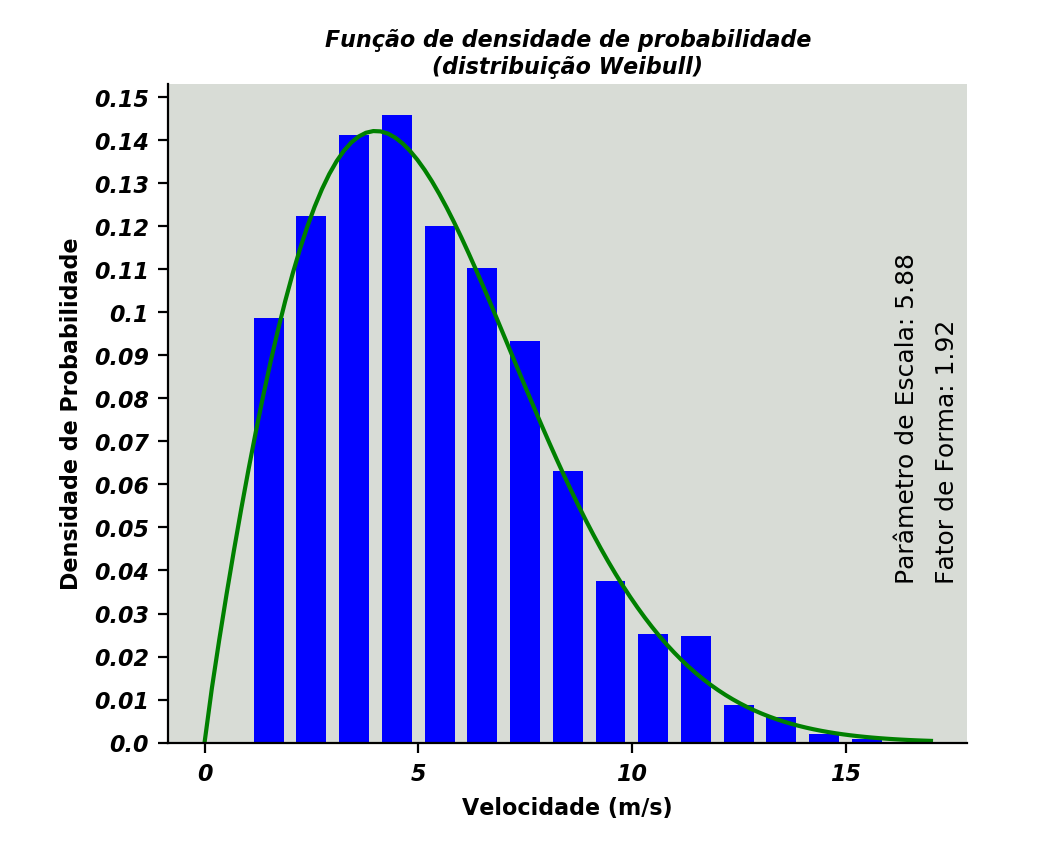 Função de densidade de probabilidade
(distribuição Weibull)
0.15
0.14
0.13
0.12
0.11
0.1
0.09
0.08
0.07
0.06
0.05
0.04
0.03
0.02
0.01
0.0
Densidade de Probabilidade
Parâmetro de Escala: 5.88
Fator de Forma: 1.92
0 5 10 15
Velocidade (m/s)